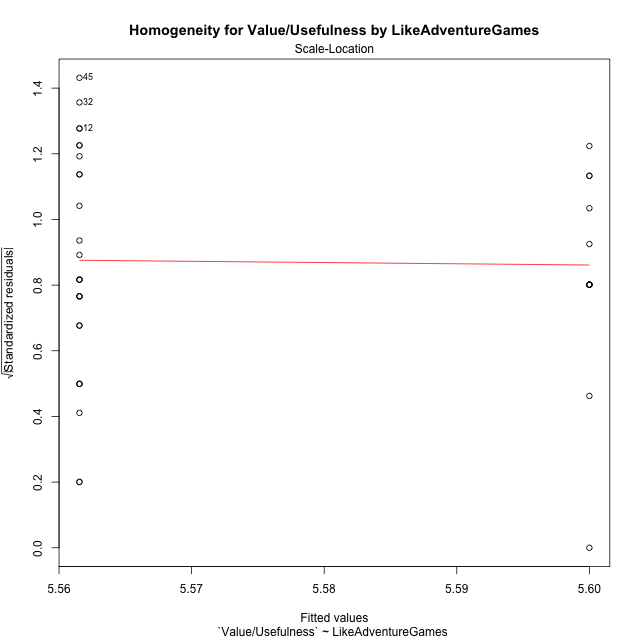 Homogeneity for Value/Usefulness by LikeAdventureGames
Scale-Location
√|Standardized residuals|
1.4
1.2
1.0
0.8
0.6
0.4
0.2
0.0
45
32
12
5.56 5.57 5.58 5.59 5.60
Fitted values
`Value/Usefulness` ~ LikeAdventureGames